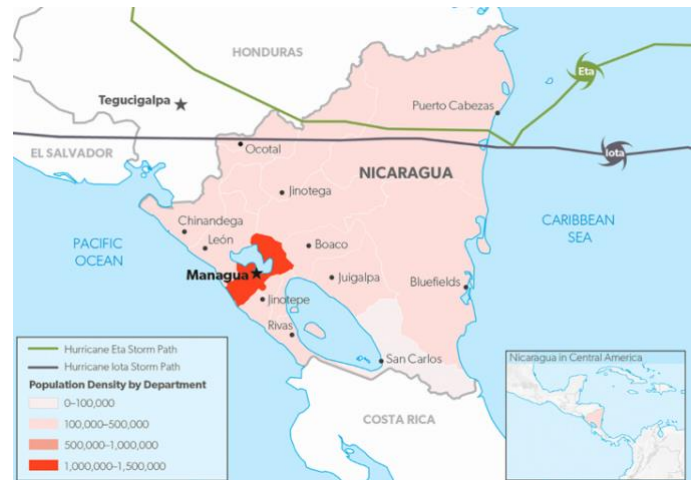 HONDURAS
Eta
Tegucigalpa
Puerto Cabezas
Iota
EL SALVADOR
Ocotal
NICARAGUA
Jinotega
Chinandega
CARIBBEAN
SEA
PACIFIC
OCEAN
León
Boaco
Managua
Juigalpa
Bluefields
Jinotepe
Rivas
San Carlos
COSTA RICA
Hurricane Eta Storm Path
Hurricane Iota Storm Path
Population Density by Department
0–100,000
100,000–500,000
500,000–1,000,000
1,000,000–1,500,000
Nicaragua in Central America